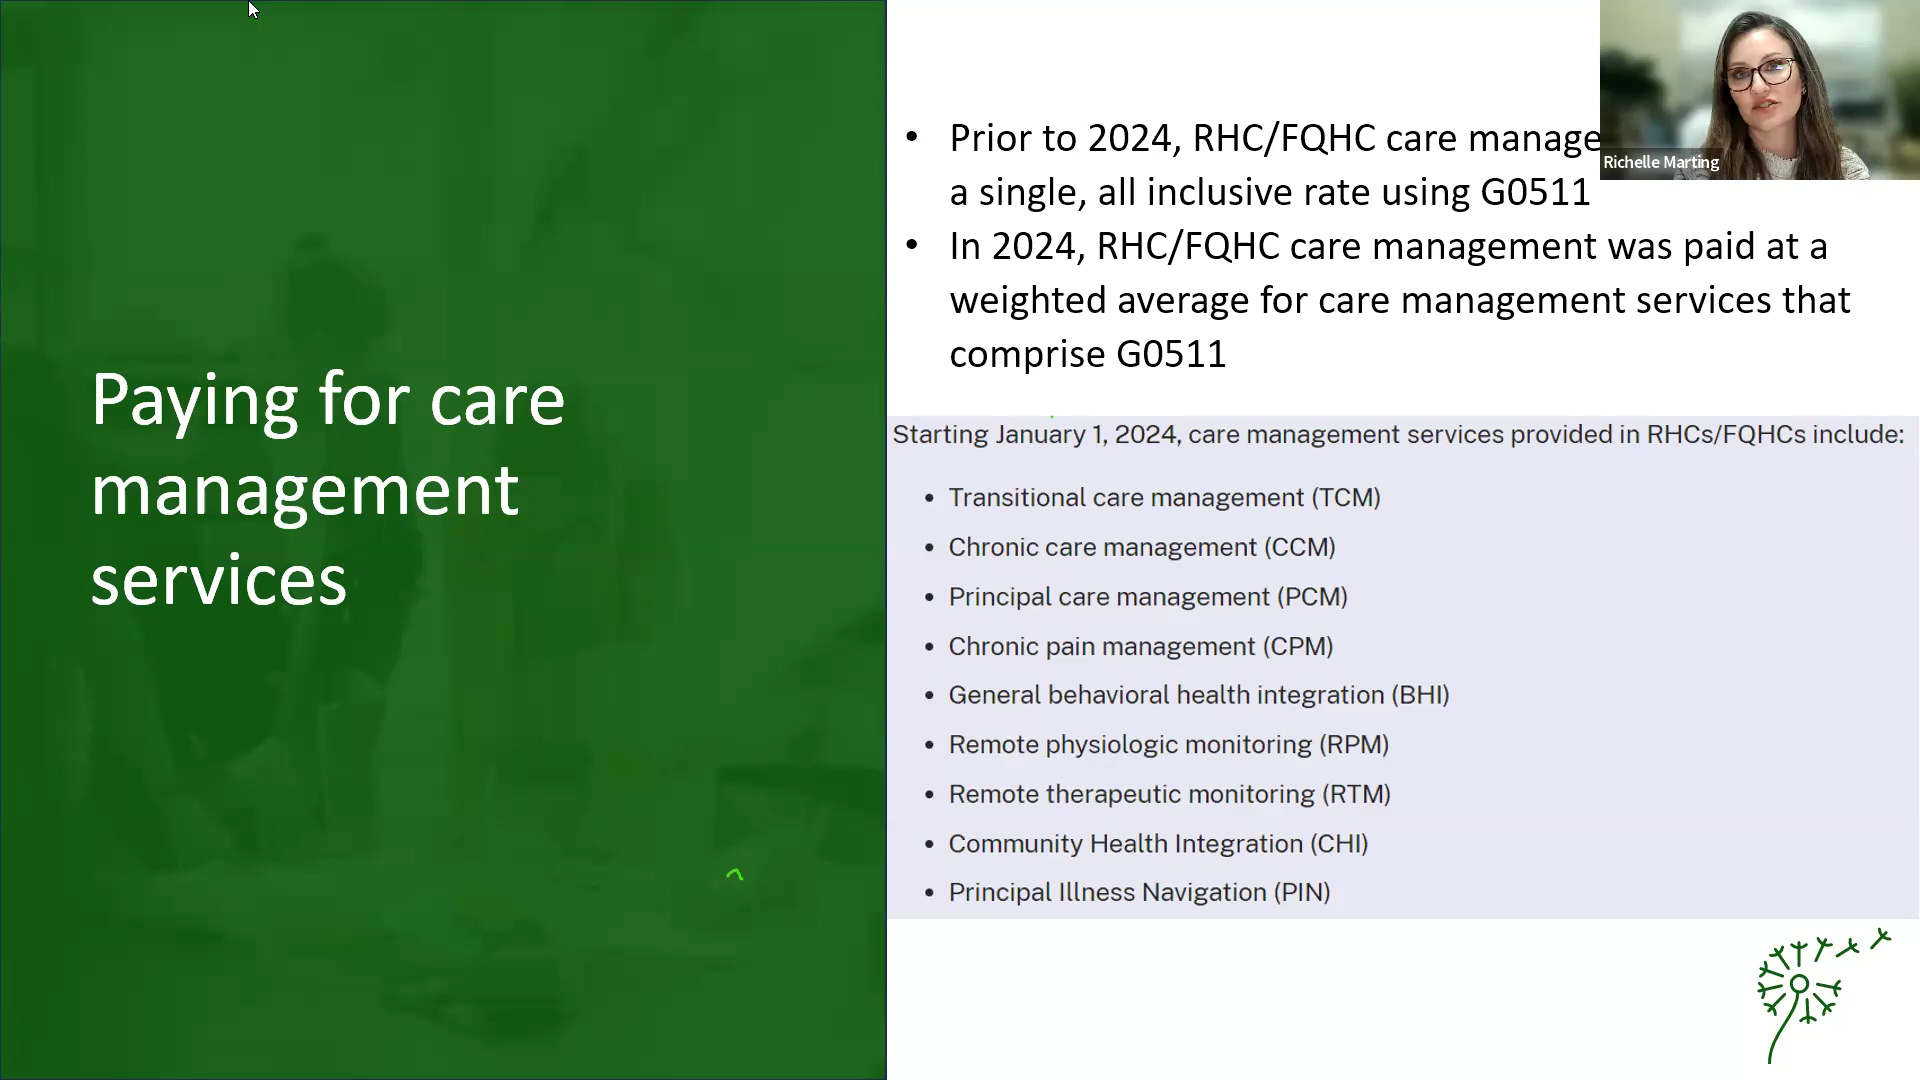 Paying for care
management
services
• Prior to 2024, RHC/FQHC care manage
a single, all inclusive rate using G0511
• In 2024, RHC/FQHC care management was paid at a
weighted average for care management services that
comprise G0511
Richelle Marting
Starting January 1, 2024, care management services provided in RHCs/FQHCs include:
• Transitional care management (TCM)
• Chronic care management (CCM)
• Principal care management (PCM)
• Chronic pain management (CPM)
• General behavioral health integration (BHI)
• Remote physiologic monitoring (RPM)
• Remote therapeutic monitoring (RTM)
• Community Health Integration (CHI)
• Principal Illness Navigation (PIN)